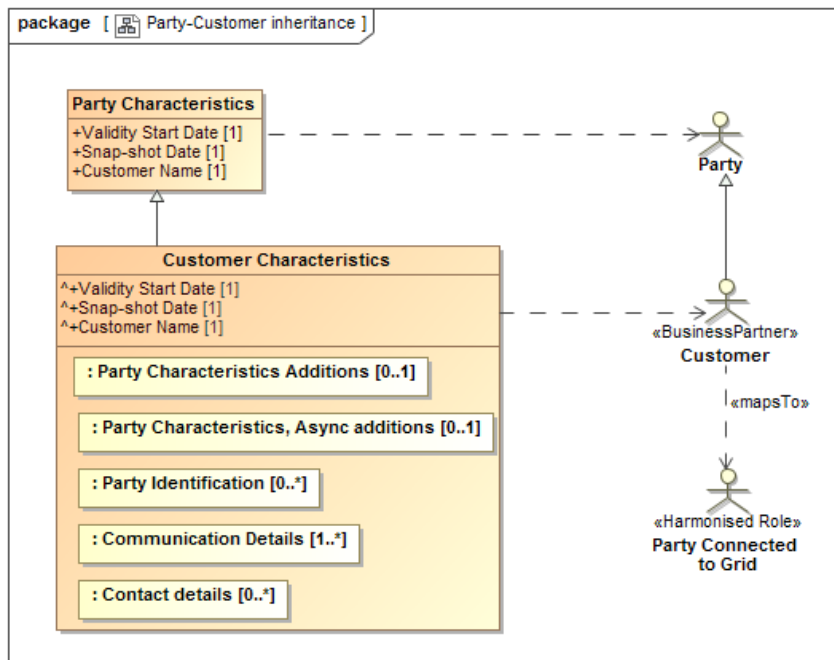 package [ Party-Customer inheritance ]
Party Characteristics
+Validity Start Date [1]
+Snap-shot Date [1]
+Customer Name [1]
Party
Customer Characteristics
^+Validity Start Date [1]
^+Snap-shot Date [1]
^+Customer Name [1]
: Party Characteristics Additions [0..1]
: Party Characteristics, Async additions [0..1]
: Party Identification [0..*]
: Communication Details [1..*]
: Contact details [0..*]
«BusinessPartner»
Customer
«mapsTo»
«Harmonised Role»
Party Connected
to Grid